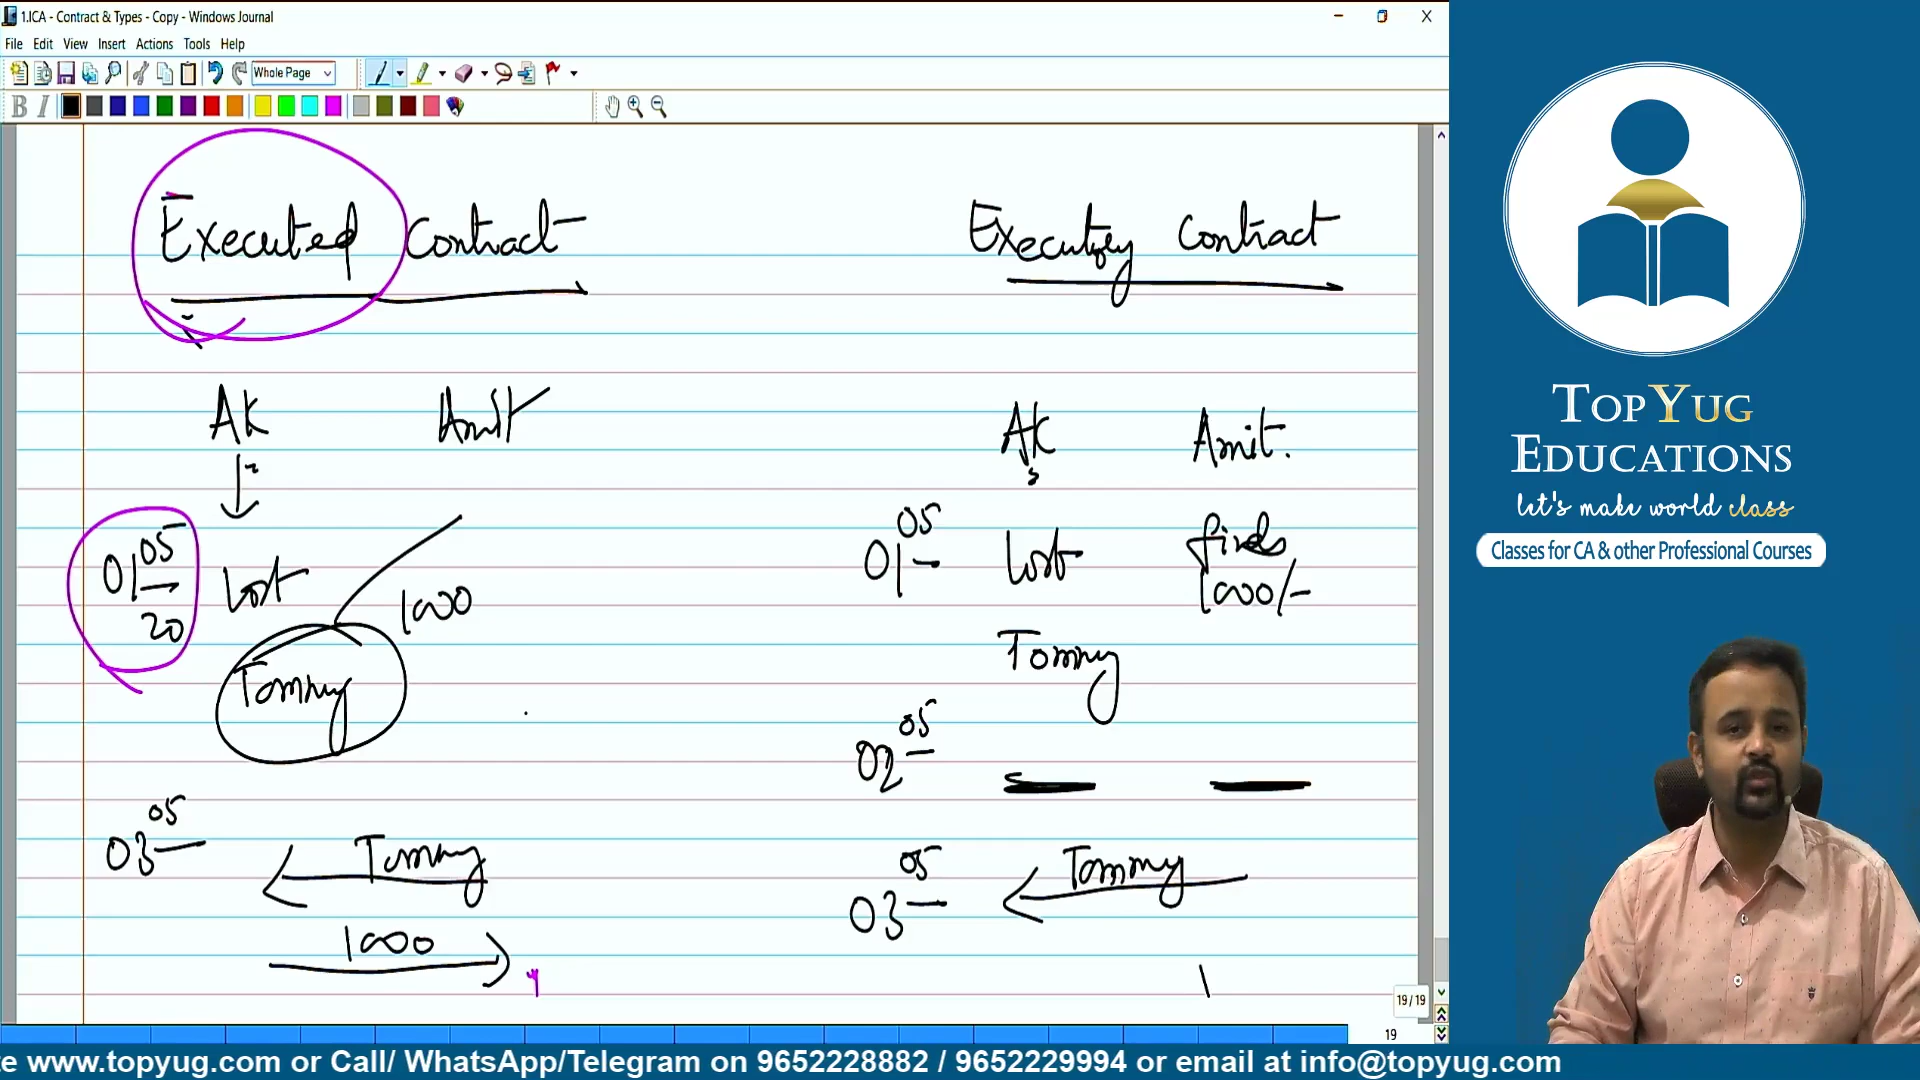 1.ICA - Contract & Types - Copy - Windows Journal
File Edit View Insert Actions Tools Help
Whole Page
B I
Executed Contract
Executory Contract
AK Amit
AK Amit.
01 05 20 Lost 1000
Tommy
01 05 Lost finds
1000/-
Tommy
02 05
03 05 Tommy
1000
03 05 Tommy
19 / 19
19
TOPYUG
EDUCATIONS
let's make world class
Classes for CA & other Professional Courses
te www.topyug.com or Call/ WhatsApp/Telegram on 9652228882 / 9652229994 or email at info@topyug.com